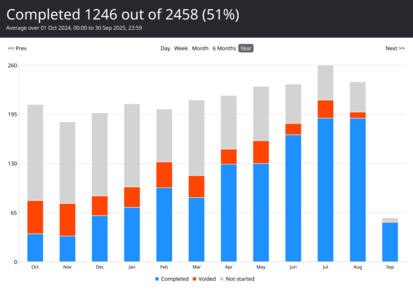 Completed 1246 out of 2458 (51%)
Average over 01 Oct 2024, 00:00 to 30 Sep 2025, 23:59
<< Prev Day Week Month 6 Months Year Next >>
260
195
130
65
0
Oct Nov Dec Jan Feb Mar Apr May Jun Jul Aug Sep
Completed Voided Not started